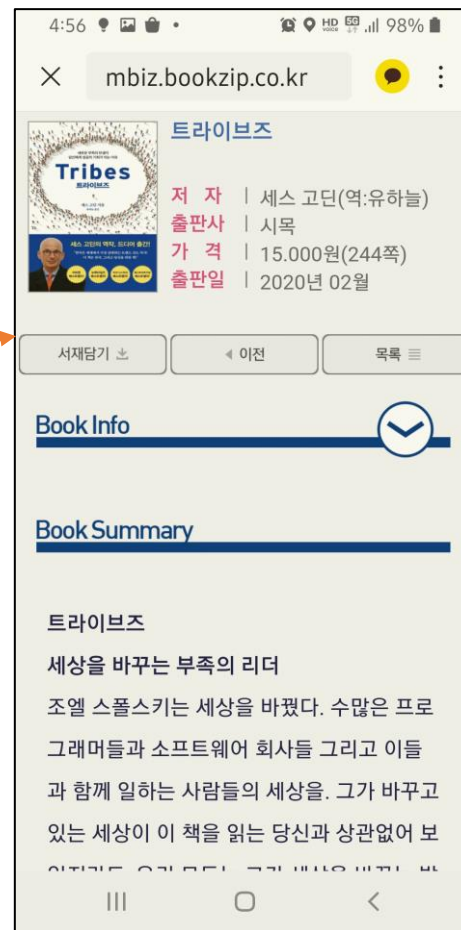 4:56
HD
VOICE
5G
98%
mbiz.bookzip.co.kr
트라이브즈
Tribes
트라이브즈
세스 고딘의 역작, 드디어 출간!
저 자 | 세스 고딘(역:유하늘)
출판사 | 시목
가 격 | 15.000원(244쪽)
출판일 | 2020년 02월
서재담기
이전
목록
Book Info
Book Summary
트라이브즈
세상을 바꾸는 부족의 리더
조엘 스폴스키는 세상을 바꿨다. 수많은 프로
그래머들과 소프트웨어 회사들 그리고 이들
과 함께 일하는 사람들의 세상을. 그가 바꾸고
있는 세상이 이 책을 읽는 당신과 상관없어 보